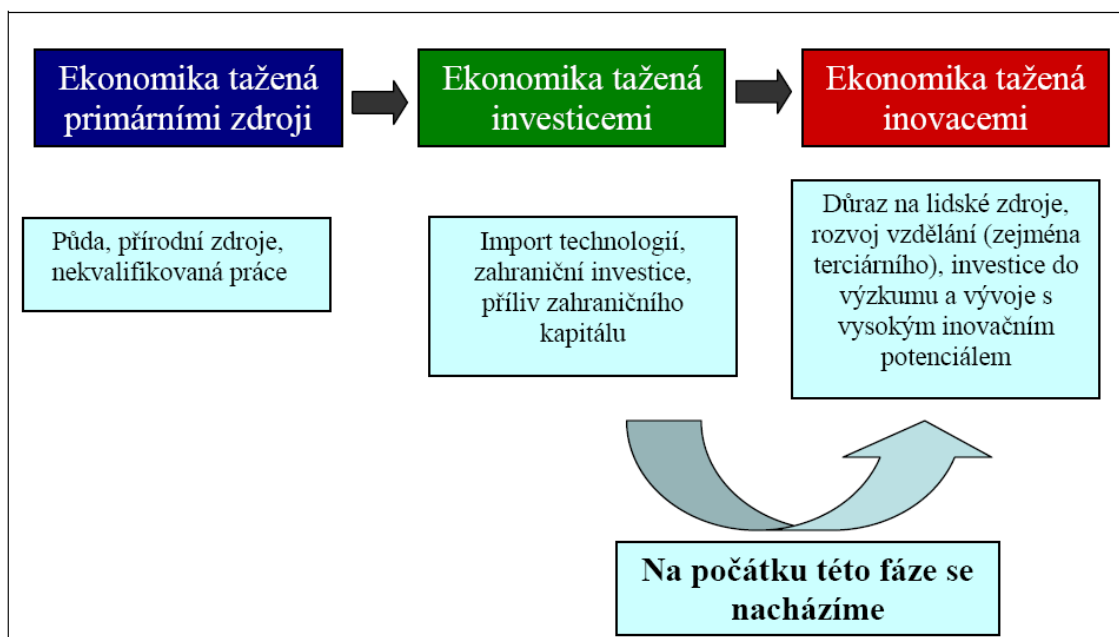 Ekonomika tažená
primárními zdroji
Ekonomika tažená
investicemi
Ekonomika tažená
inovacemi
Půda, přírodní zdroje,
nekvalifikovaná práce
Import technologií,
zahraniční investice,
příliv zahraničního
kapitálu
Důraz na lidské zdroje,
rozvoj vzdělání (zejména
terciárního), investice do
výzkumu a vývoje s
vysokým inovačním
potenciálem
Na počátku této fáze se
nacházíme